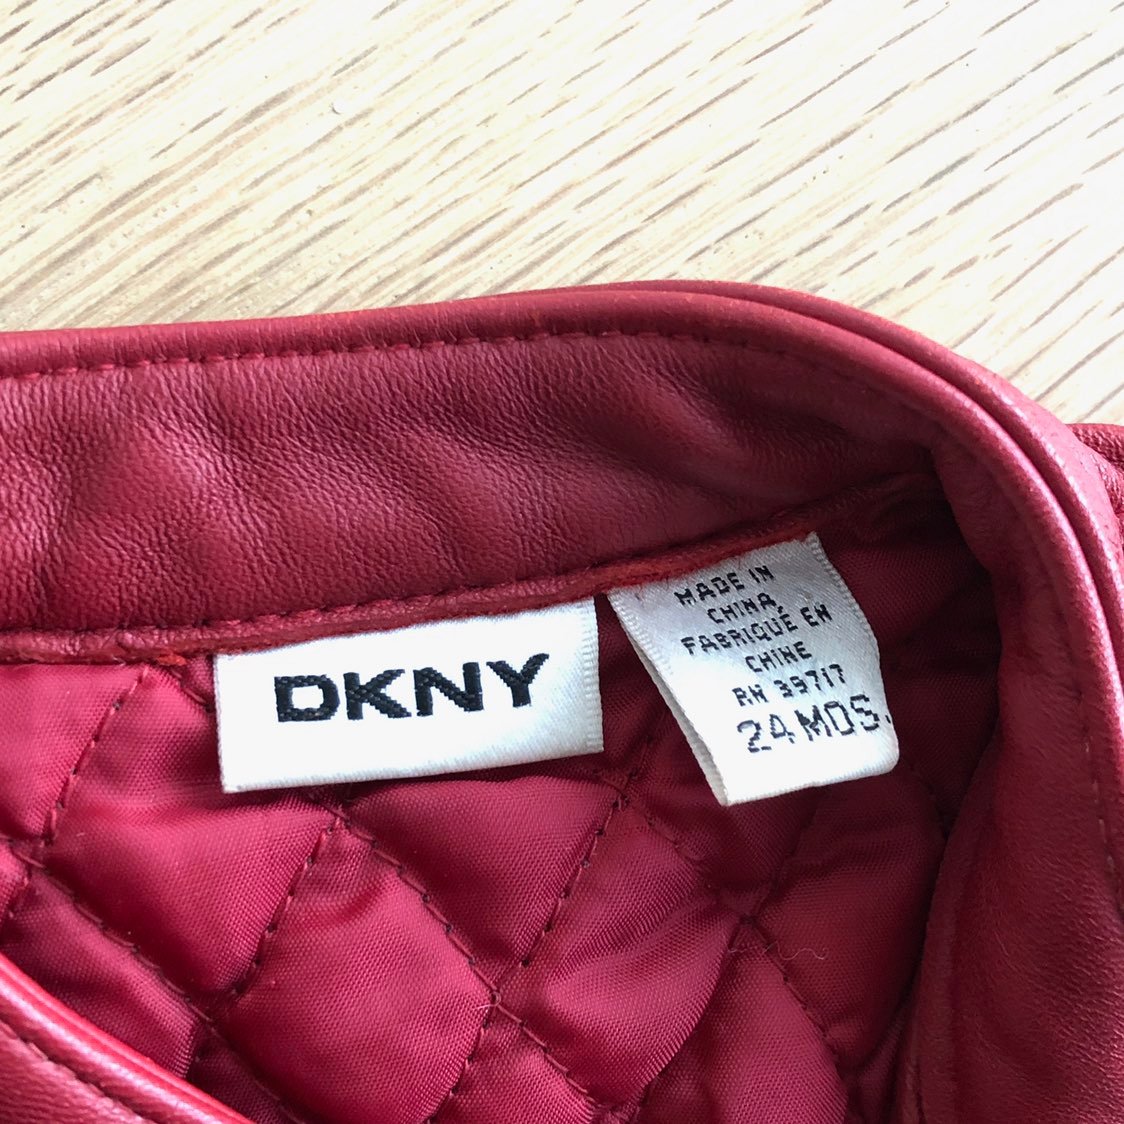 DKNY
MADE IN
CHINA,
FABRIQUÉ EN
CHINE
RN 39717
24 MOS.